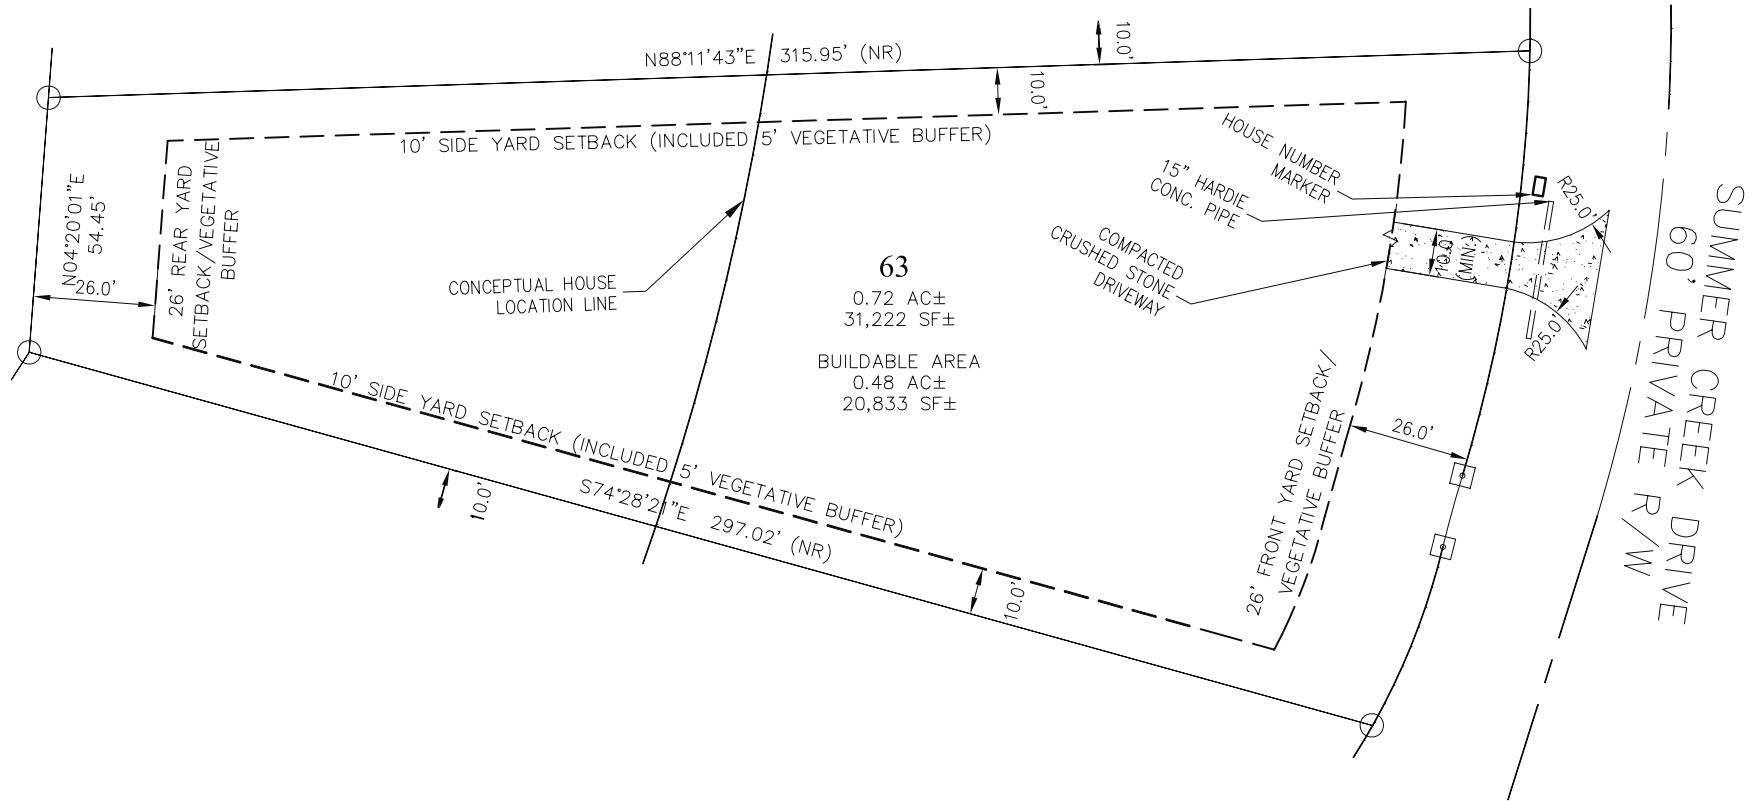 N88°11'43"E 315.95' (NR)
10.0'
10.0'
10' SIDE YARD SETBACK (INCLUDED 5' VEGETATIVE BUFFER)
HOUSE NUMBER
MARKER
15" HARDIE
CONC. PIPE
COMPACTED
CRUSHED STONE
DRIVEWAY
10.0
(MIN)
R25.0'
R25.0'
SUMMER CREEK DRIVE
60' PRIVATE R/W
N04°20'01"E
54.45'
26.0'
26' REAR YARD
SETBACK/VEGETATIVE
BUFFER
CONCEPTUAL HOUSE
LOCATION LINE
63
0.72 AC±
31,222 SF±
BUILDABLE AREA
0.48 AC±
20,833 SF±
26' FRONT YARD SETBACK/
VEGETATIVE BUFFER
26.0'
10' SIDE YARD SETBACK (INCLUDED 5' VEGETATIVE BUFFER)
S74°28'21"E 297.02' (NR)
10.0'
10.0'